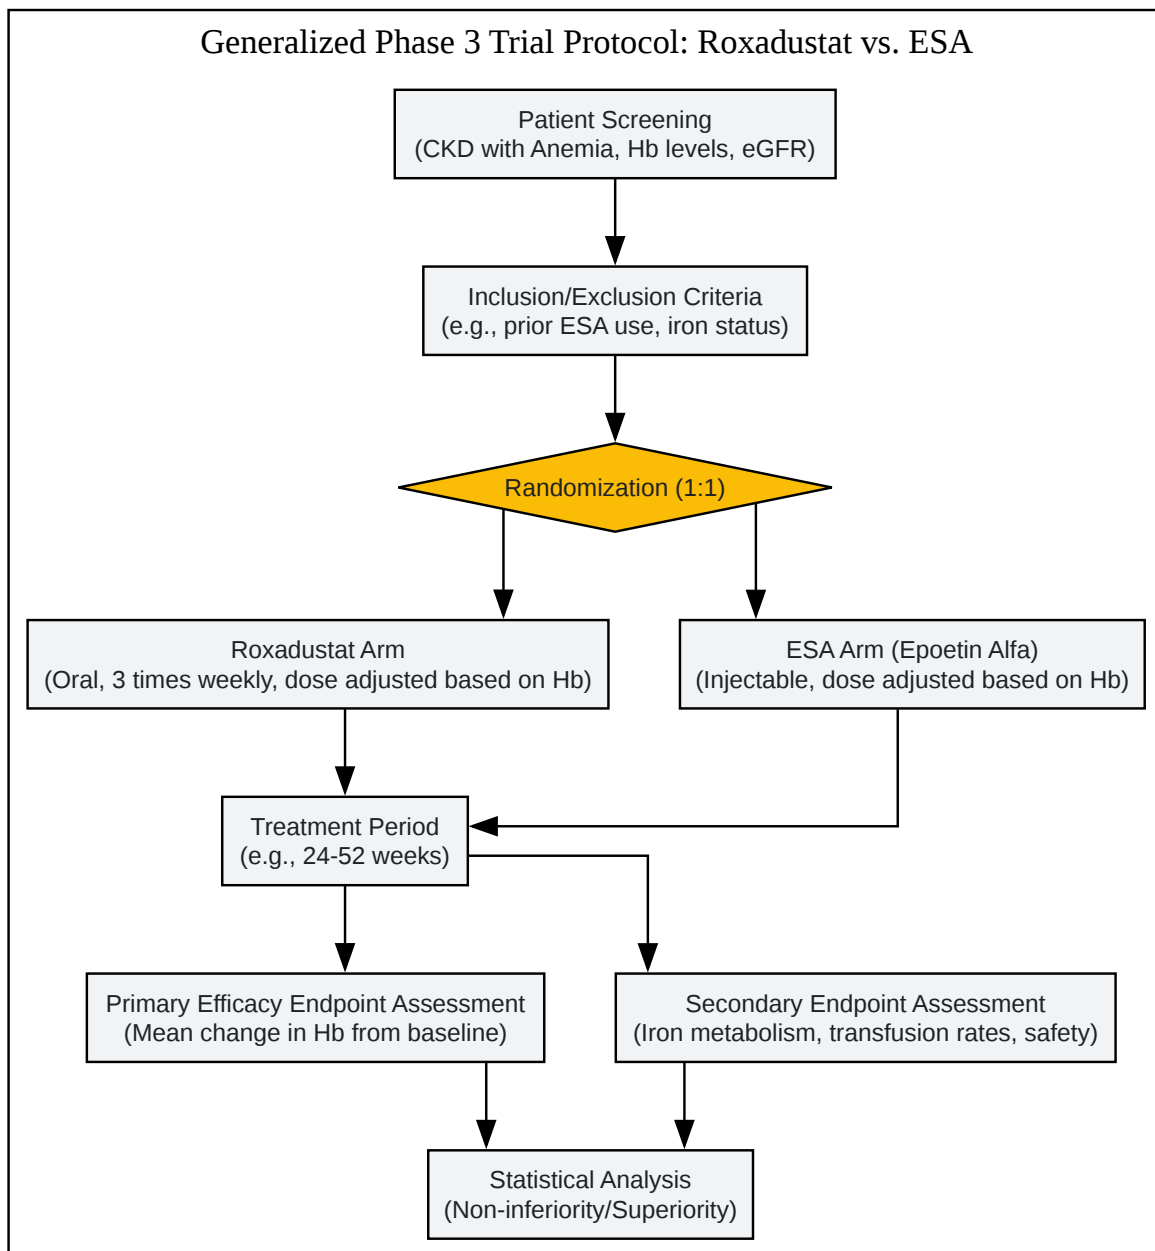 Generalized Phase 3 Trial Protocol: Roxadustat vs. ESA
Patient Screening
(CKD with Anemia, Hb levels, eGFR)
Inclusion/Exclusion Criteria
(e.g., prior ESA use, iron status)
Randomization (1:1)
Roxadustat Arm
(Oral, 3 times weekly, dose adjusted based on Hb)
ESA Arm (Epoetin Alfa)
(Injectable, dose adjusted based on Hb)
Treatment Period
(e.g., 24-52 weeks)
Primary Efficacy Endpoint Assessment
(Mean change in Hb from baseline)
Secondary Endpoint Assessment
(Iron metabolism, transfusion rates, safety)
Statistical Analysis
(Non-inferiority/Superiority)